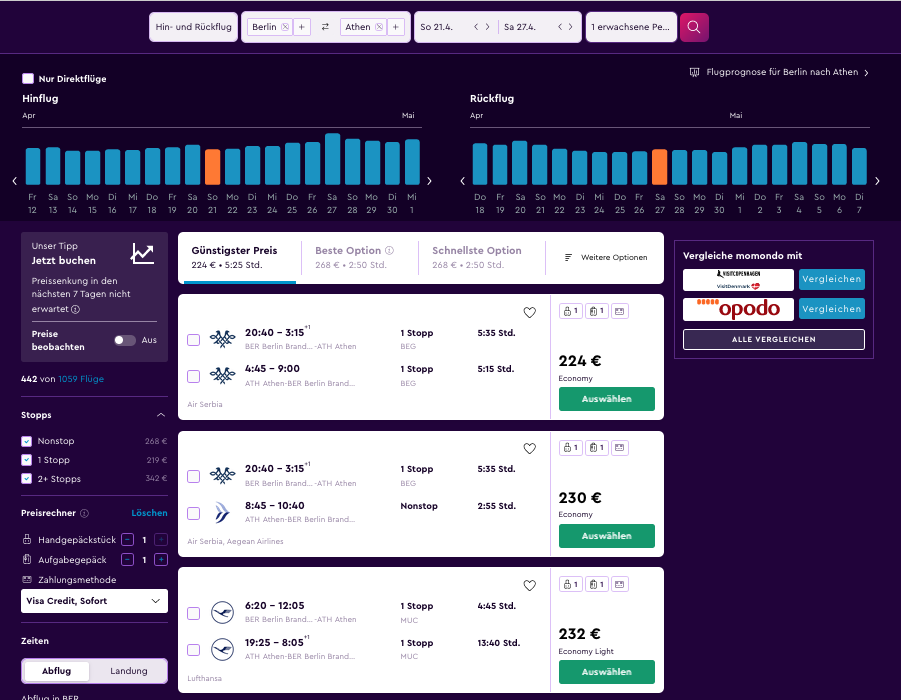 Hin- und Rückflug
Berlin
Athen
So 21.4.
Sa 27.4.
1 erwachsene Pe...
Nur Direktflüge
Flugprognose für Berlin nach Athen
Hinflug
Rückflug
Apr
Mai
Apr
Mai
Fr Sa So Mo Di Mi Do Fr Sa So Mo Di Mi Do Fr Sa So Mo Di Mi
12 13 14 15 16 17 18 19 20 21 22 23 24 25 26 27 28 29 30 1
Do Fr Sa So Mo Di Mi Do Fr Sa So Mo Di Mi Do Fr Sa So Mo Di
18 19 20 21 22 23 24 25 26 27 28 29 30 1 2 3 4 5 6 7
Unser Tipp
Jetzt buchen
Preissenkung in den
nächsten 7 Tagen nicht
erwartet
Preise
beobachten
Aus
442 von 1059 Flüge
Stopps
Nonstop 268 €
1 Stopp 219 €
2+ Stopps 342 €
Preisrechner Löschen
Handgepäckstück − 1 +
Aufgabegepäck − 1 +
Zahlungsmethode
Visa Credit, Sofort
Zeiten
Abflug Landung
Abflug in BER
Günstigster Preis
224 € • 5:25 Std.
Beste Option
268 € • 2:50 Std.
Schnellste Option
268 € • 2:50 Std.
Weitere Optionen
20:40 – 3:15+1 1 Stopp 5:35 Std.
BER Berlin Brand... -ATH Athen BEG
4:45 – 9:00 1 Stopp 5:15 Std.
ATH Athen-BER Berlin Brand... BEG
Air Serbia
1 1
224 €
Economy
Auswählen
20:40 – 3:15+1 1 Stopp 5:35 Std.
BER Berlin Brand... -ATH Athen BEG
8:45 – 10:40 Nonstop 2:55 Std.
ATH Athen-BER Berlin Brand...
Air Serbia, Aegean Airlines
1 1
230 €
Economy
Auswählen
6:20 – 12:05 1 Stopp 4:45 Std.
BER Berlin Brand... -ATH Athen MUC
19:25 – 8:05+1 1 Stopp 13:40 Std.
ATH Athen-BER Berlin Brand... MUC
Lufthansa
1 1
232 €
Economy Light
Auswählen
Vergleiche momondo mit
VISITCOPENHAGEN
VisitDenmark
Vergleichen
opodo
Vergleichen
ALLE VERGLEICHEN